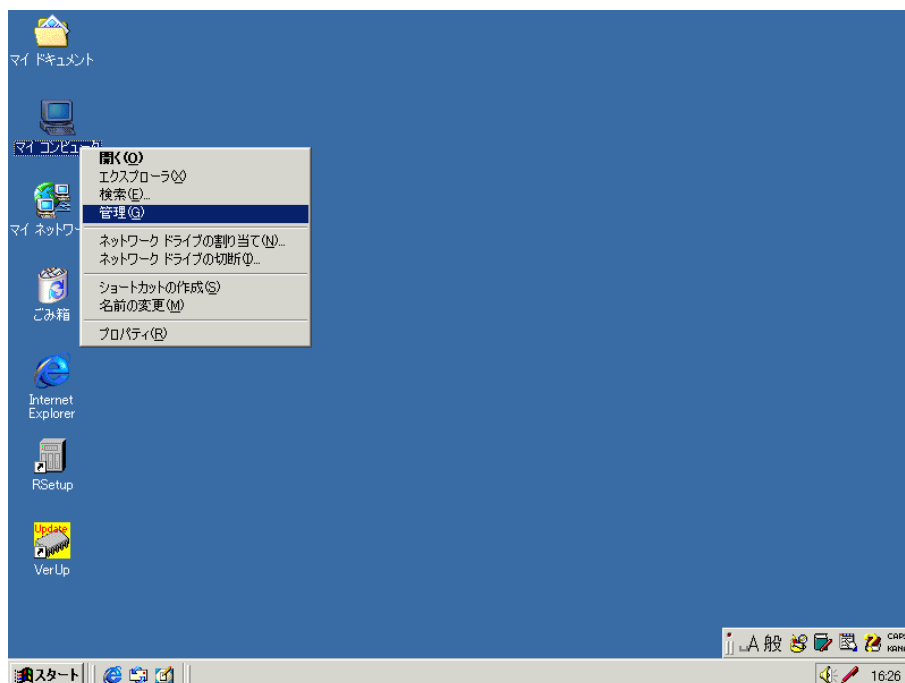 マイ ドキュメント
マイ コンピュータ
開く(O)
エクスプローラ(X)
検索(E)...
管理(G)
ネットワーク ドライブの割り当て(N)...
ネットワーク ドライブの切断(I)...
ショートカットの作成(S)
名前の変更(M)
プロパティ(R)
マイ ネットワー
ごみ箱
Internet
Explorer
RSetup
Update
VerUp
A 般
CAPS
KANA
スタート
16:26